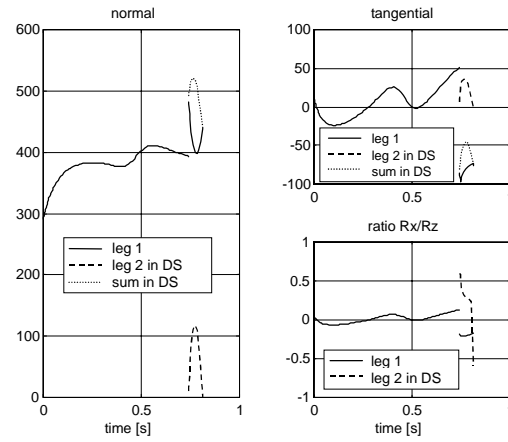 normal
600
500
400
300
200
100
0
leg 1
leg 2 in DS
sum in DS
0
0.5
1
time [s]
tangential
100
50
0
-50
-100
leg 1
leg 2 in DS
sum in DS
0
0.5
1
ratio Rx/Rz
1
0.5
0
-0.5
-1
leg 1
leg 2 in DS
0
0.5
1
time [s]